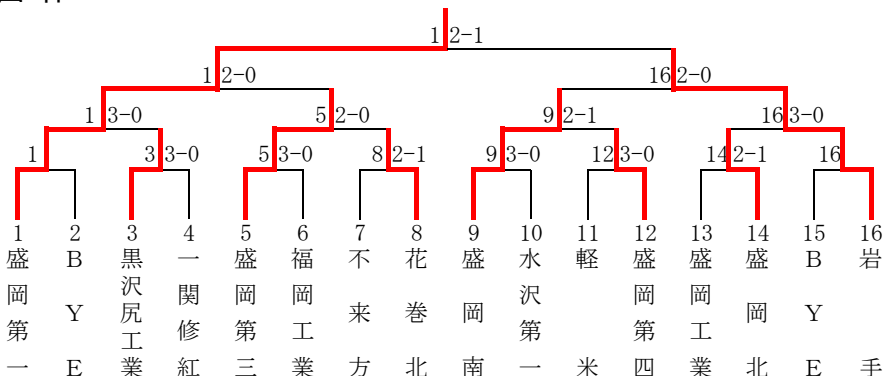 1 2-1
1 2-0 16 2-0
1 3-0 5 2-0 9 2-1 16 3-0
1 3 3-0 5 3-0 8 2-1 9 3-0 12 3-0 14 2-1 16
1 2 3 4 5 6 7 8 9 10 11 12 13 14 15 16
盛岡第一
BYE
黒沢尻工業
一関修紅
盛岡第三
福岡工業
不来方
花巻北
盛岡南
水沢第一
軽米
盛岡第四
盛岡工業
盛岡北
BYE
岩手